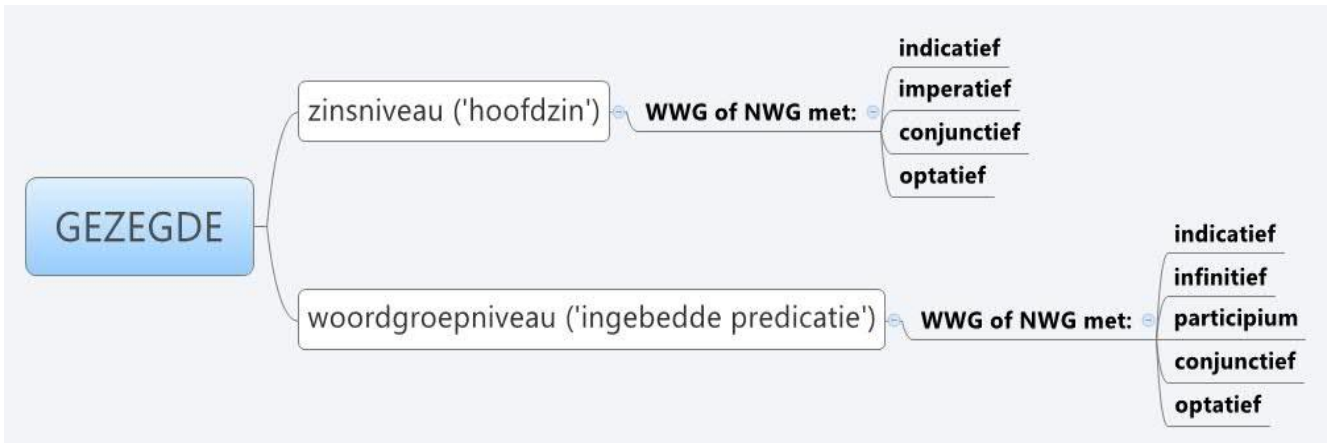 GEZEGDE
zinsniveau ('hoofdzin')
WWG of NWG met:
indicatief
imperatief
conjunctief
optatief
woordgroepniveau ('ingebedde predicatie')
WWG of NWG met:
indicatief
infinitief
participium
conjunctief
optatief